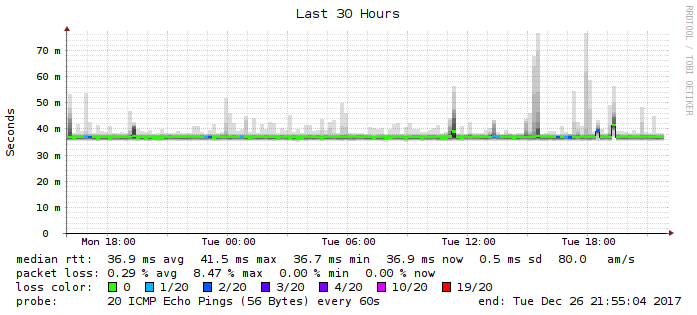 Last 30 Hours
RRDTOOL / TOBI OETIKER
Seconds
70 m
60 m
50 m
40 m
30 m
20 m
10 m
0
Mon 18:00 Tue 00:00 Tue 06:00 Tue 12:00 Tue 18:00
median rtt: 36.9 ms avg 41.5 ms max 36.7 ms min 36.9 ms now 0.5 ms sd 80.0 am/s
packet loss: 0.29 % avg 8.47 % max 0.00 % min 0.00 % now
loss color: 0 1/20 2/20 3/20 4/20 10/20 19/20
probe: 20 ICMP Echo Pings (56 Bytes) every 60s end: Tue Dec 26 21:55:04 2017